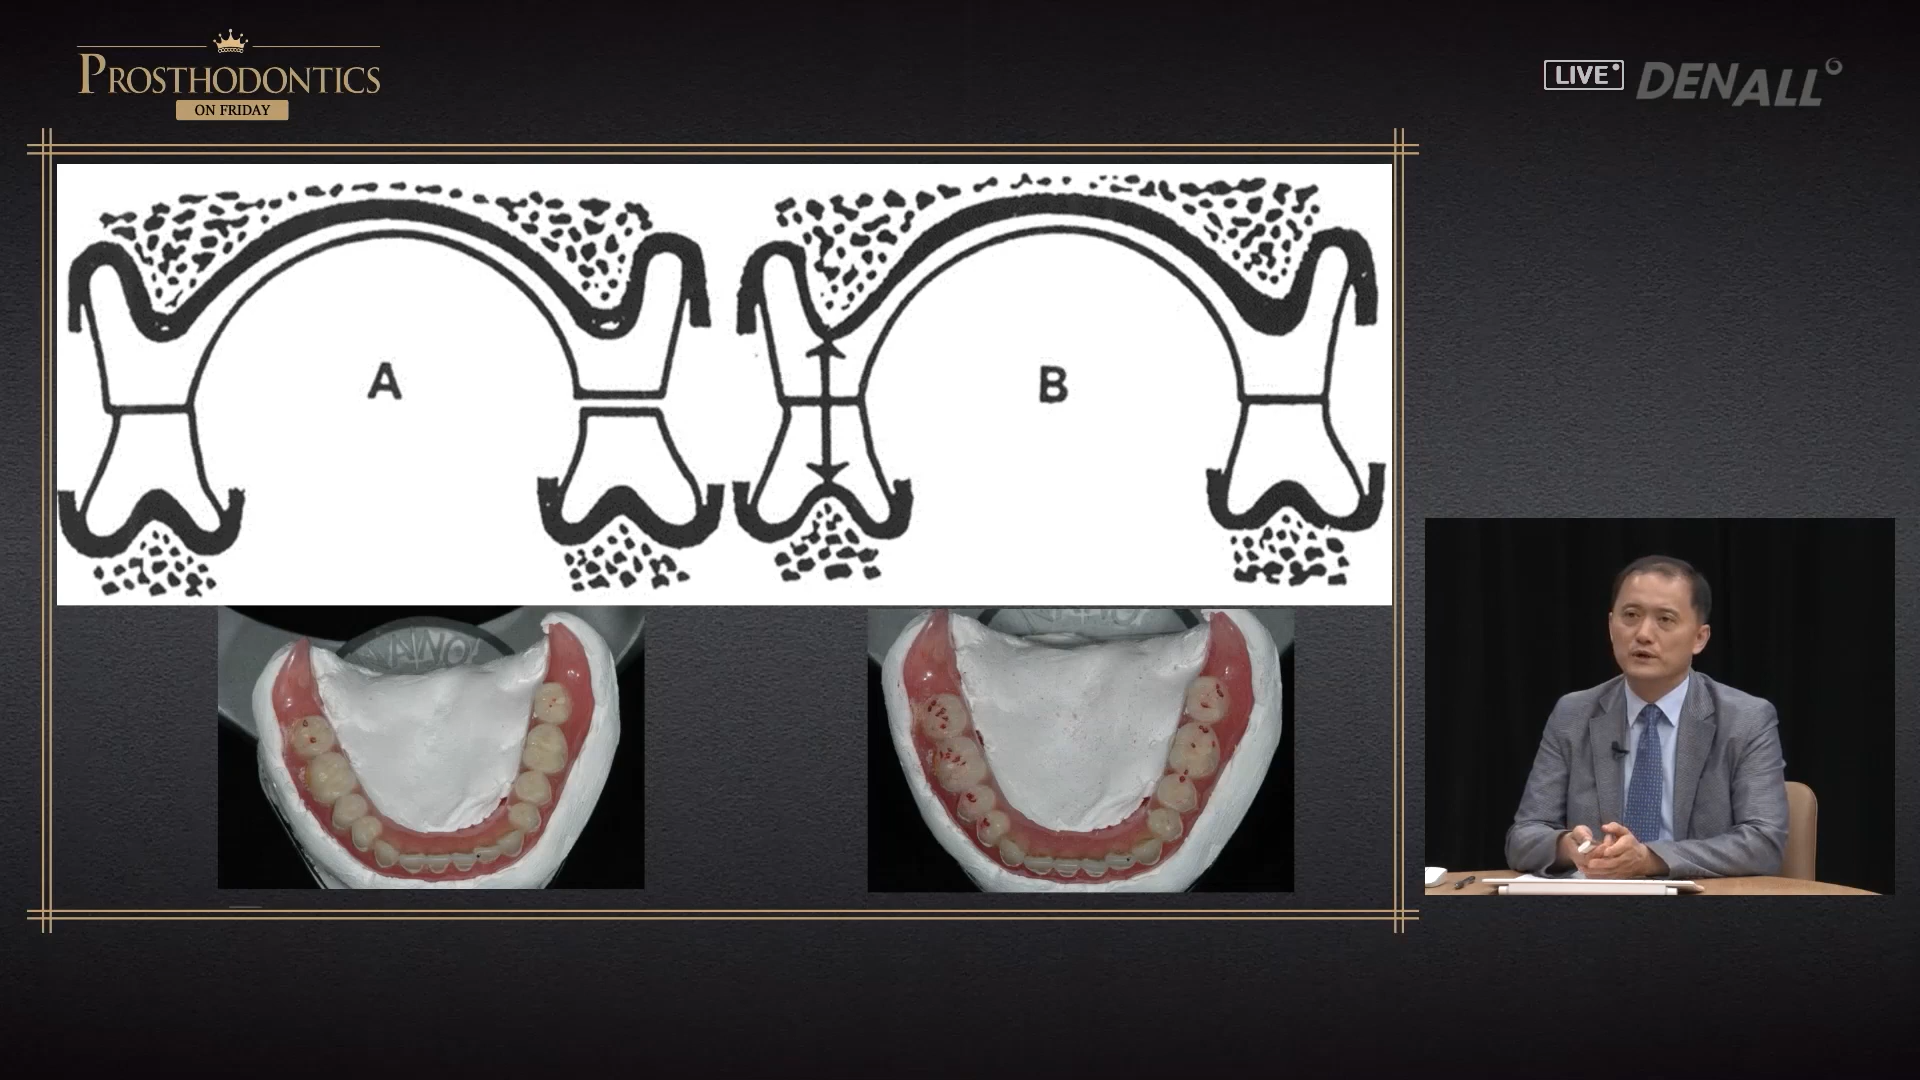 PROSTHODONTICS
ON FRIDAY
LIVE
DENALL
A
B